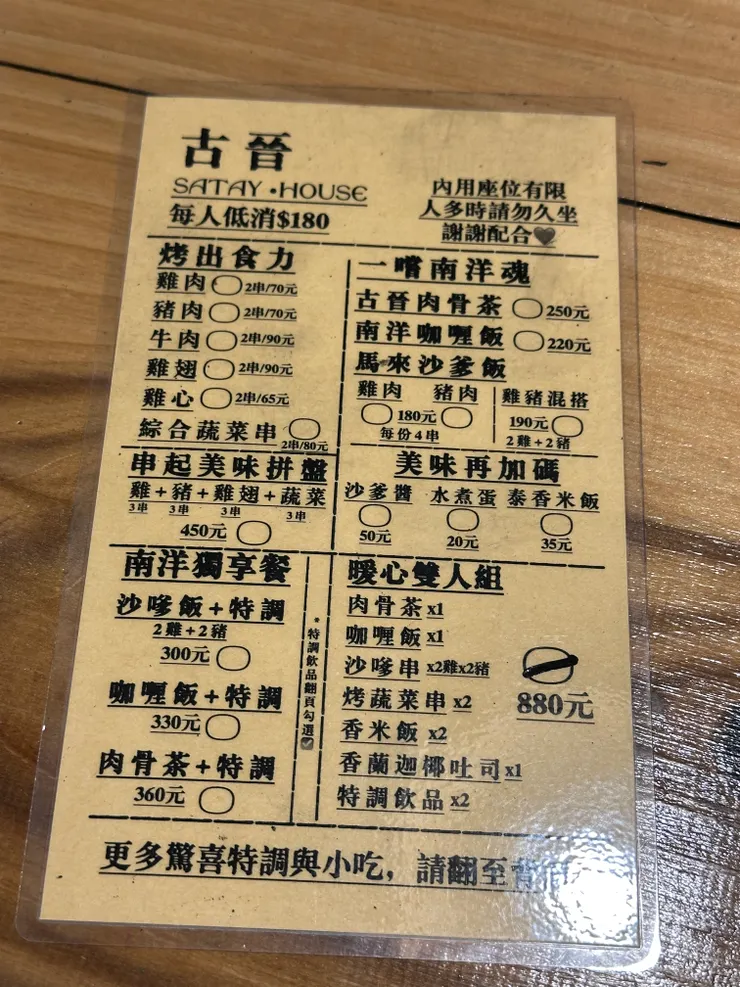 古晉
SATAY·HOUSE
每人低消$180
內用座位有限
人多時請勿久坐
謝謝配合
烤出食力
雞肉 2串/70元
豬肉 2串/70元
牛肉 2串/90元
雞翅 2串/90元
雞心 2串/65元
綜合蔬菜串 2串/80元
一嚐南洋魂
古晉肉骨茶 250元
南洋咖喱飯 220元
馬來沙爹飯
雞肉 豬肉
180元
每份4串
雞豬混搭
190元
2雞+2豬
串起美味拼盤
雞+豬+雞翅+蔬菜
3串 3串 3串 3串
450元
美味再加碼
沙爹醬 水煮蛋 泰香米飯
50元 20元 35元
南洋獨享餐
沙嗲飯+特調
2雞+2豬
300元
咖喱飯+特調
330元
肉骨茶+特調
360元
*特調飲品翻頁勾選
暖心雙人組
肉骨茶x1
咖喱飯x1
沙嗲串x2雞x2豬
烤蔬菜串x2
香米飯x2
香蘭迦椰吐司x1
特調飲品x2
880元
更多驚喜特調與小吃，請翻至